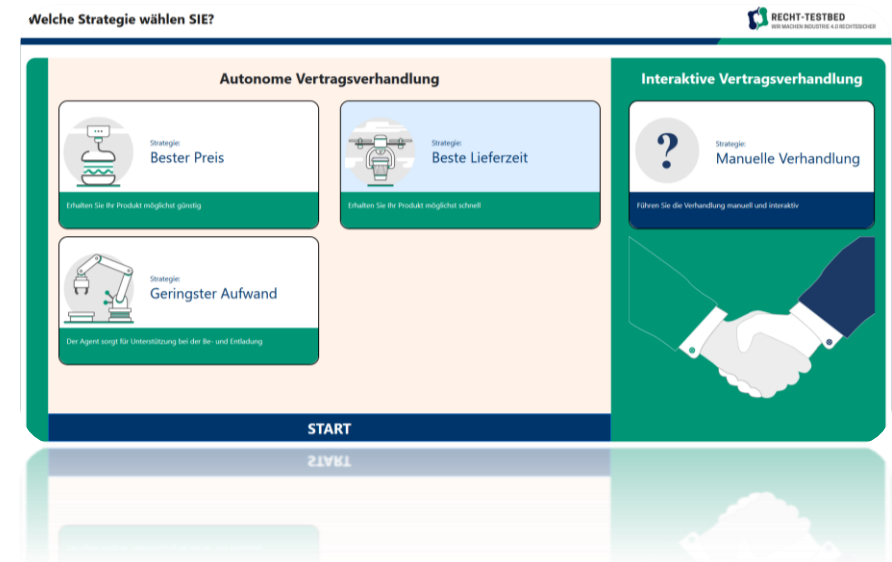 Welche Strategie wählen SIE?
RECHT-TESTBED
WIR MACHEN INDUSTRIE 4.0 RECHTSSICHER
Autonome Vertragsverhandlung
Strategie:
Bester Preis
Erhalten Sie Ihr Produkt möglichst günstig
Strategie:
Beste Lieferzeit
Erhalten Sie Ihr Produkt möglichst schnell
Strategie:
Geringster Aufwand
Der Agent sorgt für Unterstützung bei der Be- und Entladung
START
Interaktive Vertragsverhandlung
?
Strategie:
Manuelle Verhandlung
Führen Sie die Verhandlung manuell und interaktiv
START